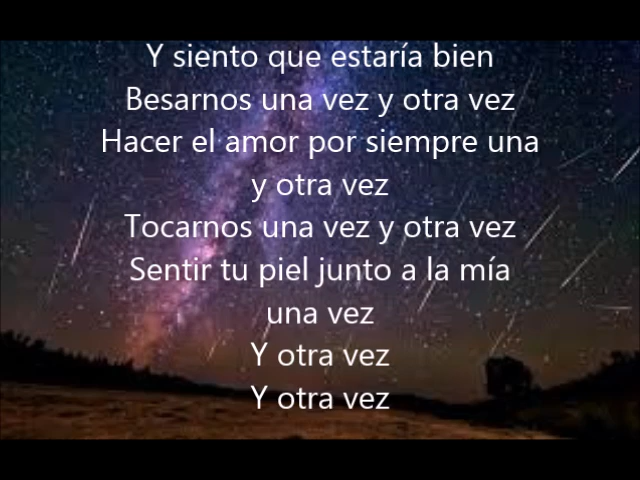 Y siento que estaría bien
Besarnos una vez y otra vez
Hacer el amor por siempre una
y otra vez
Tocarnos una vez y otra vez
Sentir tu piel junto a la mía
una vez
Y otra vez
Y otra vez